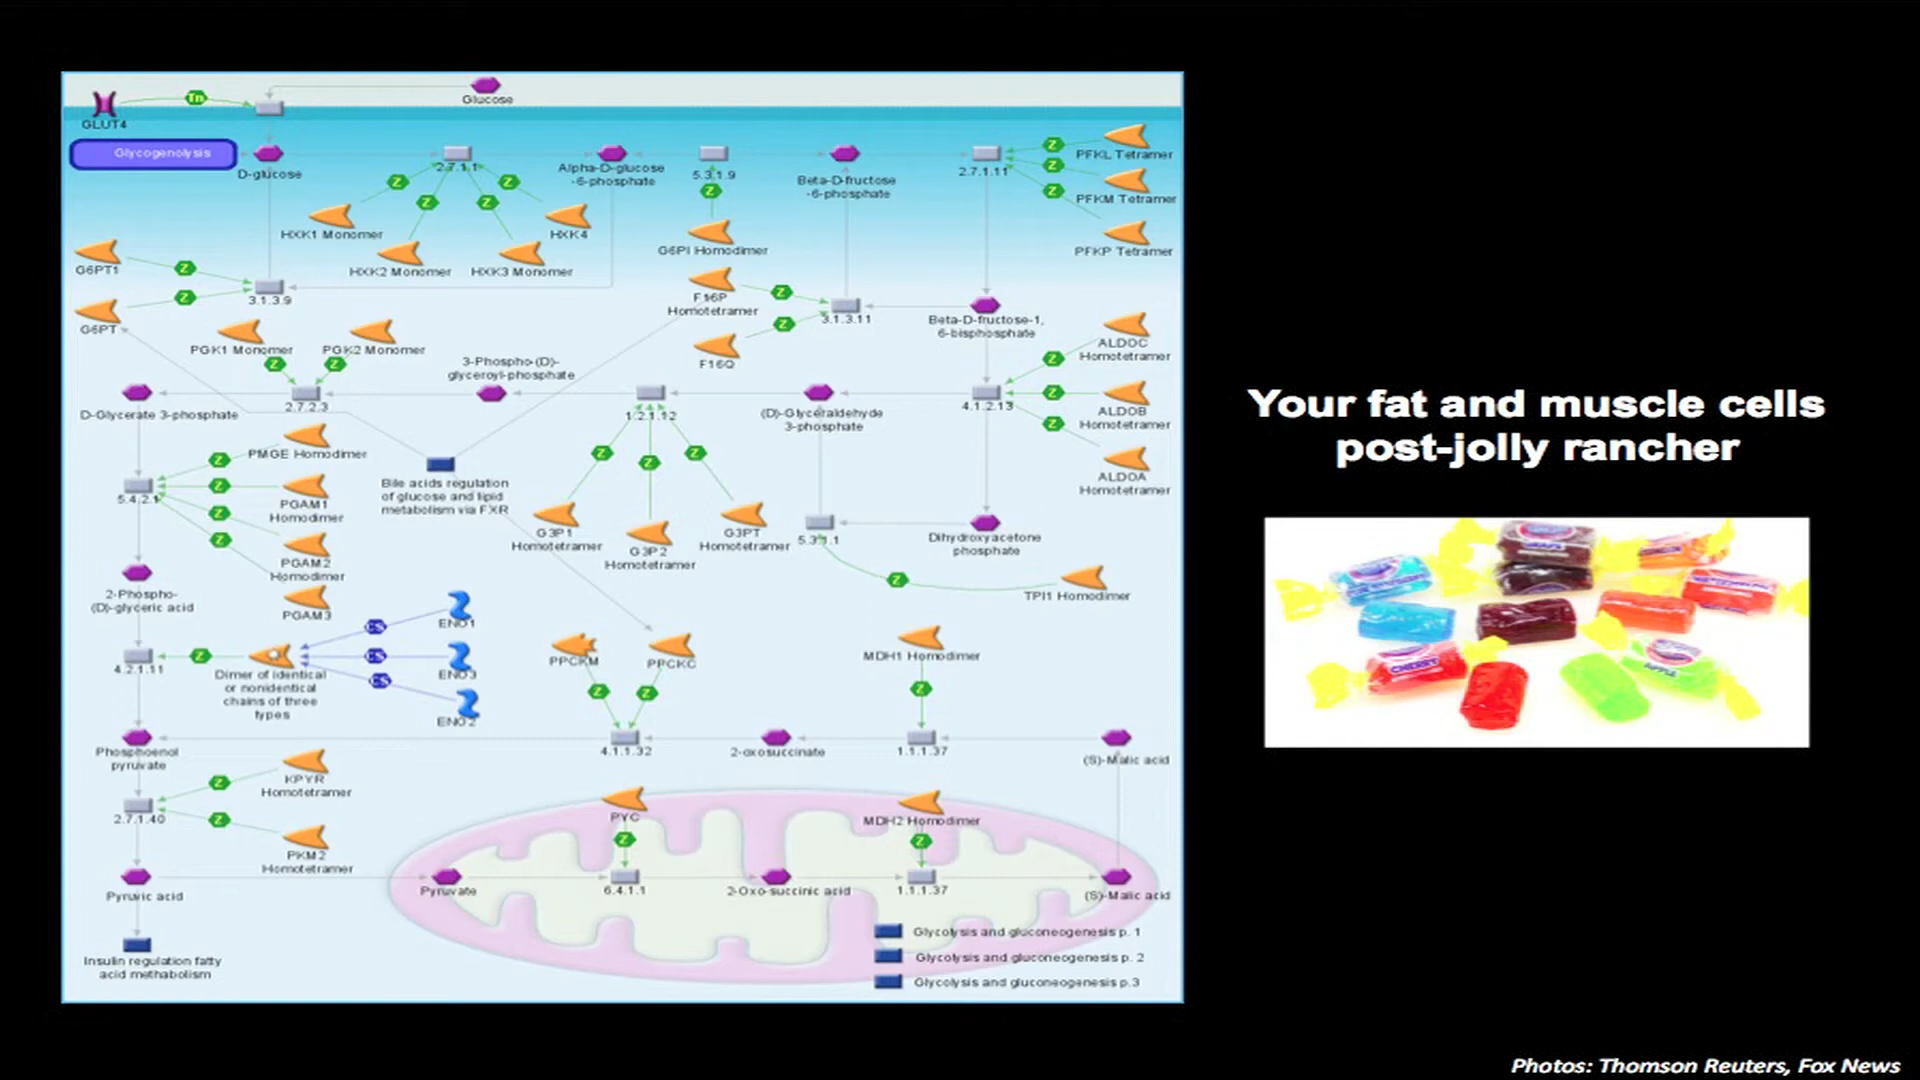 Glucose
Tn
GLUT4
Glycogenolysis
D-glucose
2.7.1.1
Alpha-D-glucose
-6-phosphate
5.3.1.9
Beta-D-fructose
-6-phosphate
2.7.1.11
PFKL Tetramer
PFKM Tetramer
PFKP Tetramer
Z
Z
Z
Z
Z
Z
Z
Z
HXK1 Monomer
HXK2 Monomer
HXK3 Monomer
HXK4
G6PI Homodimer
G6PT1
Z
Z
3.1.3.9
G6PT
F16P
Homotetramer
Z
Z
3.1.3.11
F16Q
Beta-D-fructose-1,
6-bisphosphate
ALDOC
Homotetramer
PGK1 Monomer
PGK2 Monomer
Z
Z
3-Phospho-(D)-
glyceroyl-phosphate
Z
Z
Z
D-Glycerate 3-phosphate
2.7.2.3
1.2.1.12
(D)-Glyceraldehyde
3-phosphate
4.1.2.13
ALDOB
Homotetramer
ALDOA
Homotetramer
PMGE Homodimer
Z
Z
Z
Z
5.4.2.1
PGAM1
Homodimer
PGAM2
Homodimer
PGAM3
Bile acids regulation
of glucose and lipid
metabolism via FXR
Z
Z
Z
G3P1
Homotetramer
G3P2
Homotetramer
G3PT
Homotetramer
5.3.1.1
Dihydroxyacetone
phosphate
Z
TPI1 Homodimer
2-Phospho-
(D)-glyceric acid
4.2.1.11
Z
Dimer of identical
or nonidentical
chains of three
types
CS
CS
CS
ENO1
ENO3
ENO2
PPCKM
PPCKC
Z
Z
MDH1 Homodimer
Z
Phosphoenol
pyruvate
4.1.1.32
2-oxosuccinate
1.1.1.37
(S)-Malic acid
KPYR
Homotetramer
Z
Z
2.7.1.40
PKM2
Homotetramer
PYC
Z
MDH2 Homodimer
Z
Pyruvic acid
Pyruvate
6.4.1.1
2-Oxo-succinic acid
1.1.1.37
(S)-Malic acid
Insulin regulation fatty
acid methabolism
Glycolysis and gluconeogenesis p. 1
Glycolysis and gluconeogenesis p. 2
Glycolysis and gluconeogenesis p.3
Your fat and muscle cells
post-jolly rancher
GRAPE
CHERRY
APPLE
Photos: Thomson Reuters, Fox News